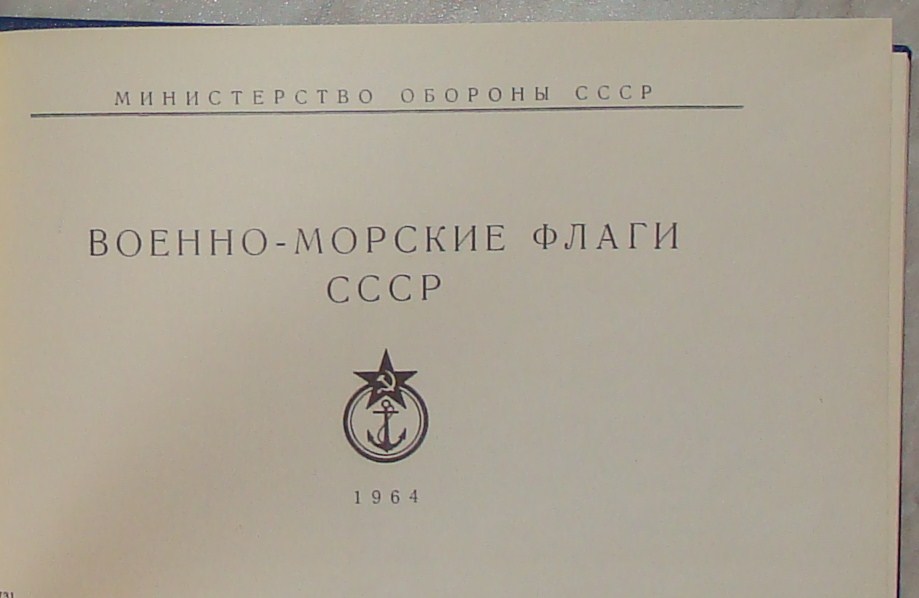 МИНИСТЕРСТВО ОБОРОНЫ СССР
ВОЕННО-МОРСКИЕ ФЛАГИ
СССР
1964